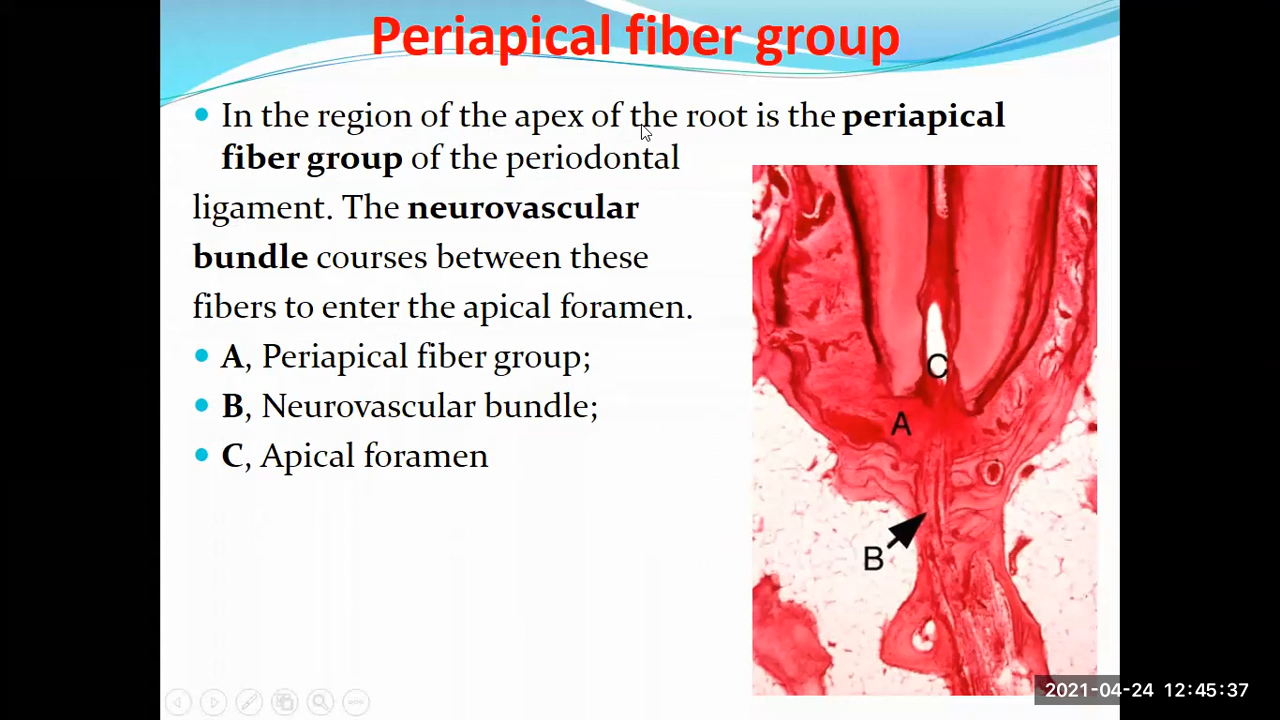 Periapical fiber group
• In the region of the apex of the root is the periapical
fiber group of the periodontal
ligament. The neurovascular
bundle courses between these
fibers to enter the apical foramen.
• A, Periapical fiber group;
• B, Neurovascular bundle;
• C, Apical foramen
C
A
B
2021-04-24 12:45:37